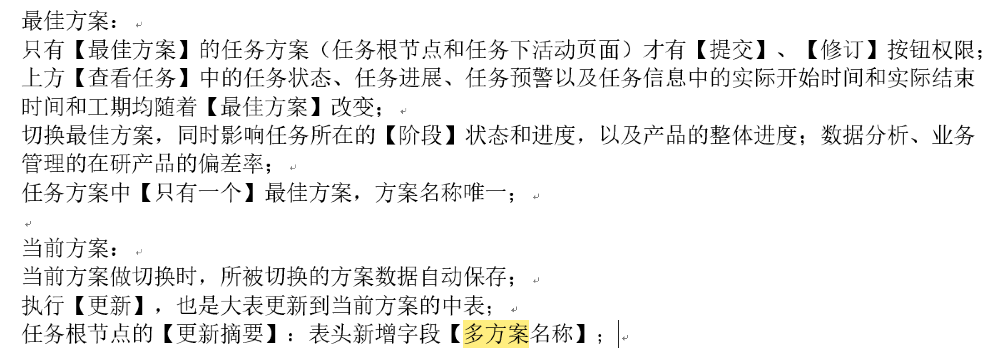 最佳方案：
只有【最佳方案】的任务方案（任务根节点和任务下活动页面）才有【提交】、【修订】按钮权限；
上方【查看任务】中的任务状态、任务进展、任务预警以及任务信息中的实际开始时间和实际结束
时间和工期均随着【最佳方案】改变；
切换最佳方案，同时影响任务所在的【阶段】状态和进度，以及产品的整体进度；数据分析、业务
管理的在研产品的偏差率；
任务方案中【只有一个】最佳方案，方案名称唯一；
当前方案：
当前方案做切换时，所被切换的方案数据自动保存；
执行【更新】，也是大表更新到当前方案的中表；
任务根节点的【更新摘要】：表头新增字段【多方案名称】；